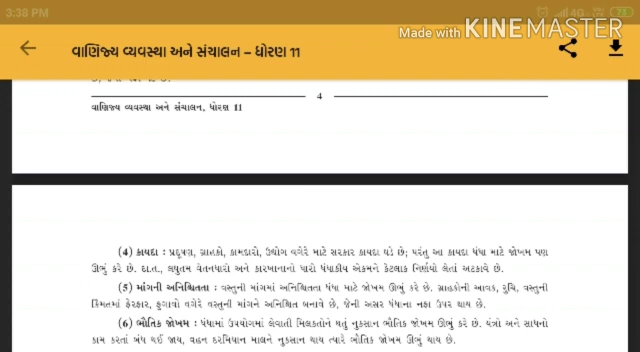 3:38 PM
4G
73
Made with KINEMASTER
વાણિજ્ય વ્યવસ્થા અને સંચાલન – ધોરણ 11
4
વાણિજ્ય વ્યવસ્થા અને સંચાલન, ધોરણ 11
(4) કાયદા : પ્રદૂષણ, ગ્રાહકો, કામદારો, ઉદ્યોગ વગેરે માટે સરકાર કાયદા ઘડે છે; પરંતુ આ કાયદા ધંધા માટે જોખમ પણ
ઊભું કરે છે. દા.ત., લઘુતમ વેતનધારો અને કારખાનાનો ધારો ધંધાકીય એકમને કેટલાક નિર્ણયો લેતાં અટકાવે છે.
(5) માંગની અનિશ્ચિતતા : વસ્તુની માંગમાં અનિશ્ચિતતા ધંધા માટે જોખમ ઊભું કરે છે. ગ્રાહકોની આવક, રુચિ, વસ્તુની
કિંમતમાં ફેરફાર, ફુગાવો વગેરે વસ્તુની માંગને અનિશ્ચિત બનાવે છે, જેની અસર ધંધાના નફા ઉપર થાય છે.
(6) ભૌતિક જોખમ : ધંધામાં ઉપયોગમાં લેવાતી મિલકતોને થતું નુકસાન ભૌતિક જોખમ ઊભું કરે છે. યંત્રો અને સાધનો
કામ કરતાં બંધ થઈ જાય, વહન દરમિયાન માલને નુકસાન થાય ત્યારે ભૌતિક જોખમ ઊભું થાય છે.